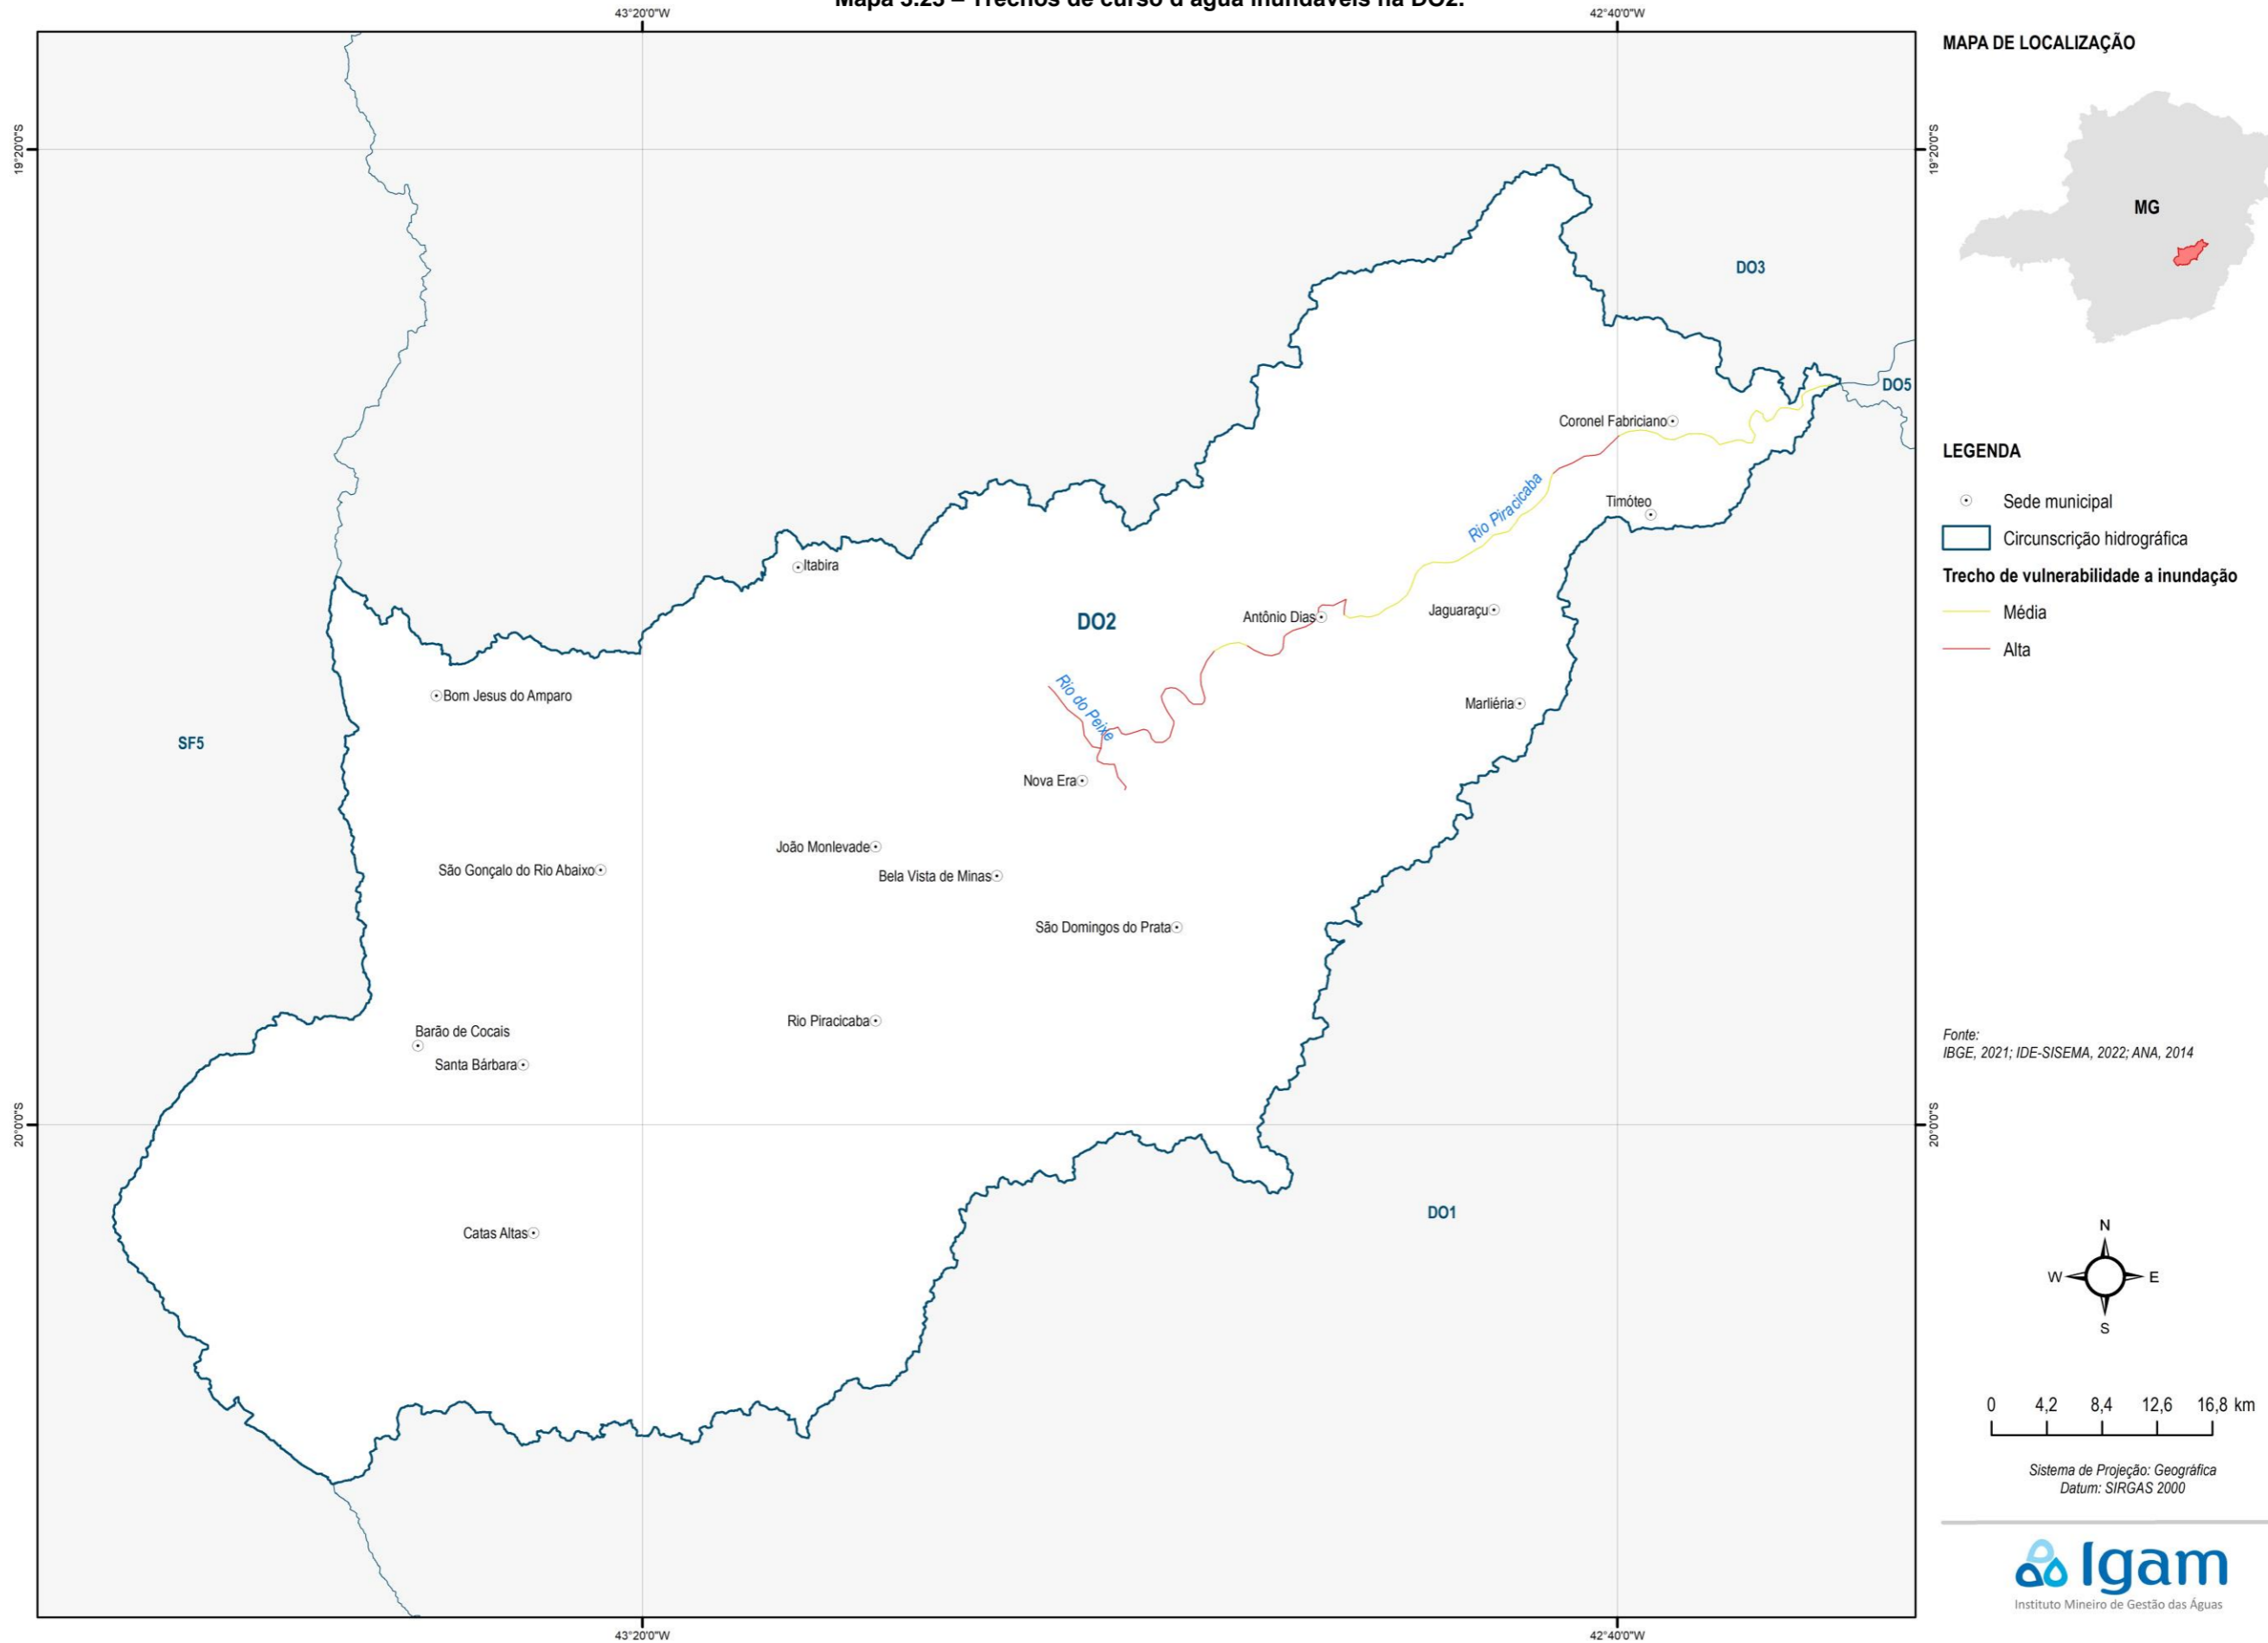 Mapa 3.23 – Trechos de curso d'água inundáveis na DO2.
43°20'0"W
42°40'0"W
19°20'0"S
19°20'0"S
MAPA DE LOCALIZAÇÃO
MG
DO3
DO5
Coronel Fabriciano
Rio Piracicaba
Timóteo
Itabira
DO2
Antônio Dias
Jaguaraçu
Rio do Peixe
Bom Jesus do Amparo
Marliéria
SF5
Nova Era
João Monlevade
São Gonçalo do Rio Abaixo
Bela Vista de Minas
São Domingos do Prata
Rio Piracicaba
Barão de Cocais
Santa Bárbara
20°0'0"S
20°0'0"S
DO1
Catas Altas
43°20'0"W
42°40'0"W
LEGENDA
Sede municipal
Circunscrição hidrográfica
Trecho de vulnerabilidade a inundação
Média
Alta
Fonte:
IBGE, 2021; IDE-SISEMA, 2022; ANA, 2014
N
W E
S
0 4,2 8,4 12,6 16,8 km
Sistema de Projeção: Geográfica
Datum: SIRGAS 2000
Igam
Instituto Mineiro de Gestão das Águas